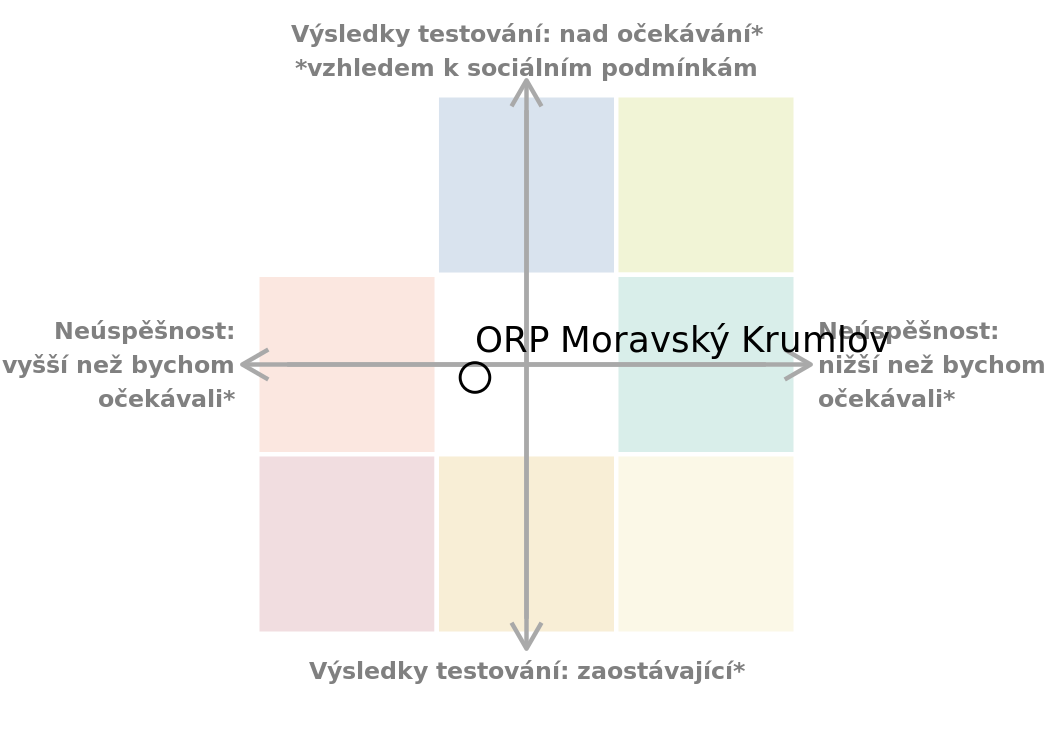 Výsledky testování: nad očekávání*
*vzhledem k sociálním podmínkám
ORP Moravský Krumlov
Neúspěšnost:
vyšší než bychom
očekávali*
Neúspěšnost:
nižší než bychom
očekávali*
Výsledky testování: zaostávající*